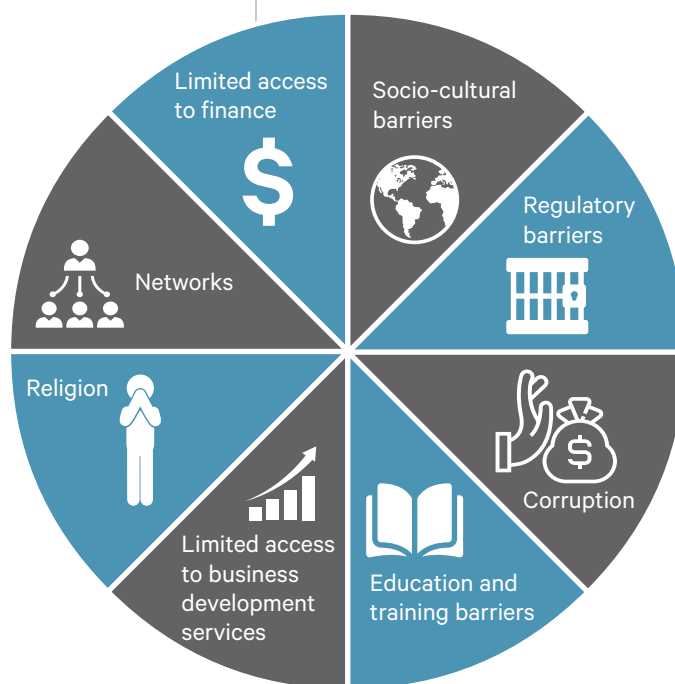 Limited access
to finance
$
Socio-cultural
barriers
Regulatory
barriers
Networks
Religion
$
Corruption
Limited access
to business
development
services
Education and
training barriers